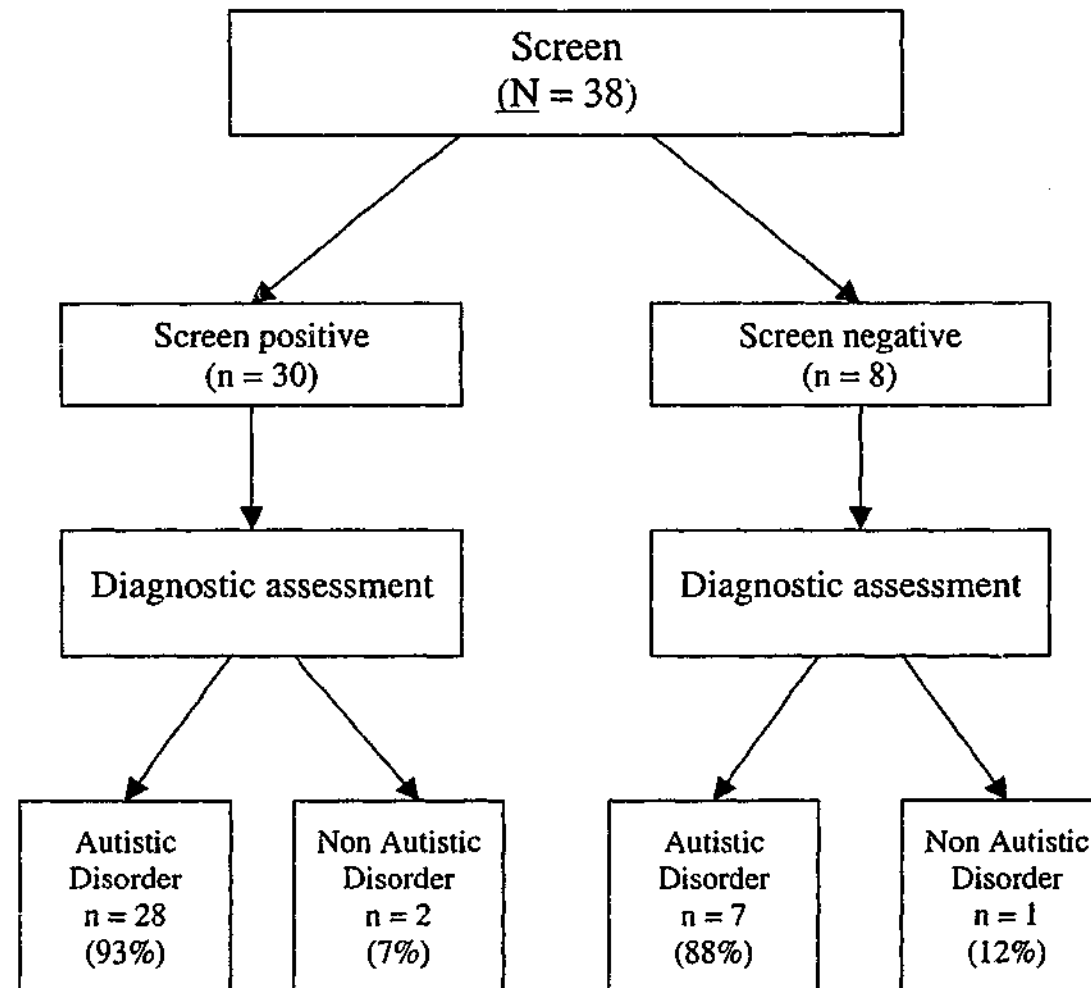 Screen
(N = 38)
Screen positive
(n = 30)
Screen negative
(n = 8)
Diagnostic assessment
Diagnostic assessment
Autistic
Disorder
n = 28
(93%)
Non Autistic
Disorder
n = 2
(7%)
Autistic
Disorder
n = 7
(88%)
Non Autistic
Disorder
n = 1
(12%)